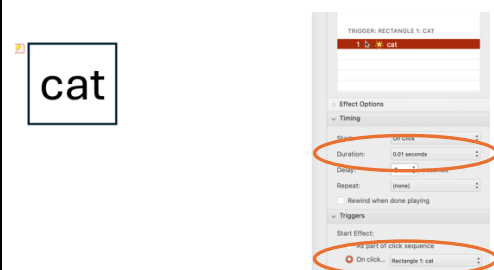 cat
TRIGGER: RECTANGLE 1: CAT
1 cat
Effect Options
Timing
Start: On Click
Duration: 0.01 seconds
Delay: seconds
Repeat: (none)
Rewind when done playing
Triggers
Start Effect:
As part of click sequence
On click... Rectangle 1: cat